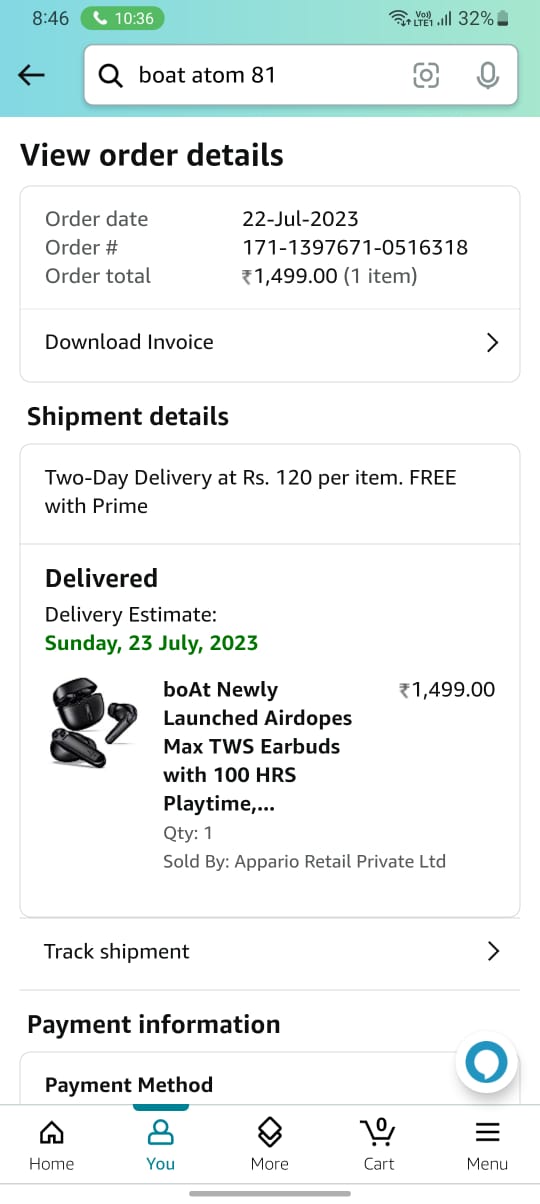 8:46 10:36 Vo) LTE1 32%
boat atom 81
View order details
Order date 22-Jul-2023
Order # 171-1397671-0516318
Order total ₹1,499.00 (1 item)
Download Invoice
Shipment details
Two-Day Delivery at Rs. 120 per item. FREE
with Prime
Delivered
Delivery Estimate:
Sunday, 23 July, 2023
boAt Newly ₹1,499.00
Launched Airdopes
Max TWS Earbuds
with 100 HRS
Playtime,...
Qty: 1
Sold By: Appario Retail Private Ltd
Track shipment
Payment information
Payment Method
0
Home You More Cart Menu